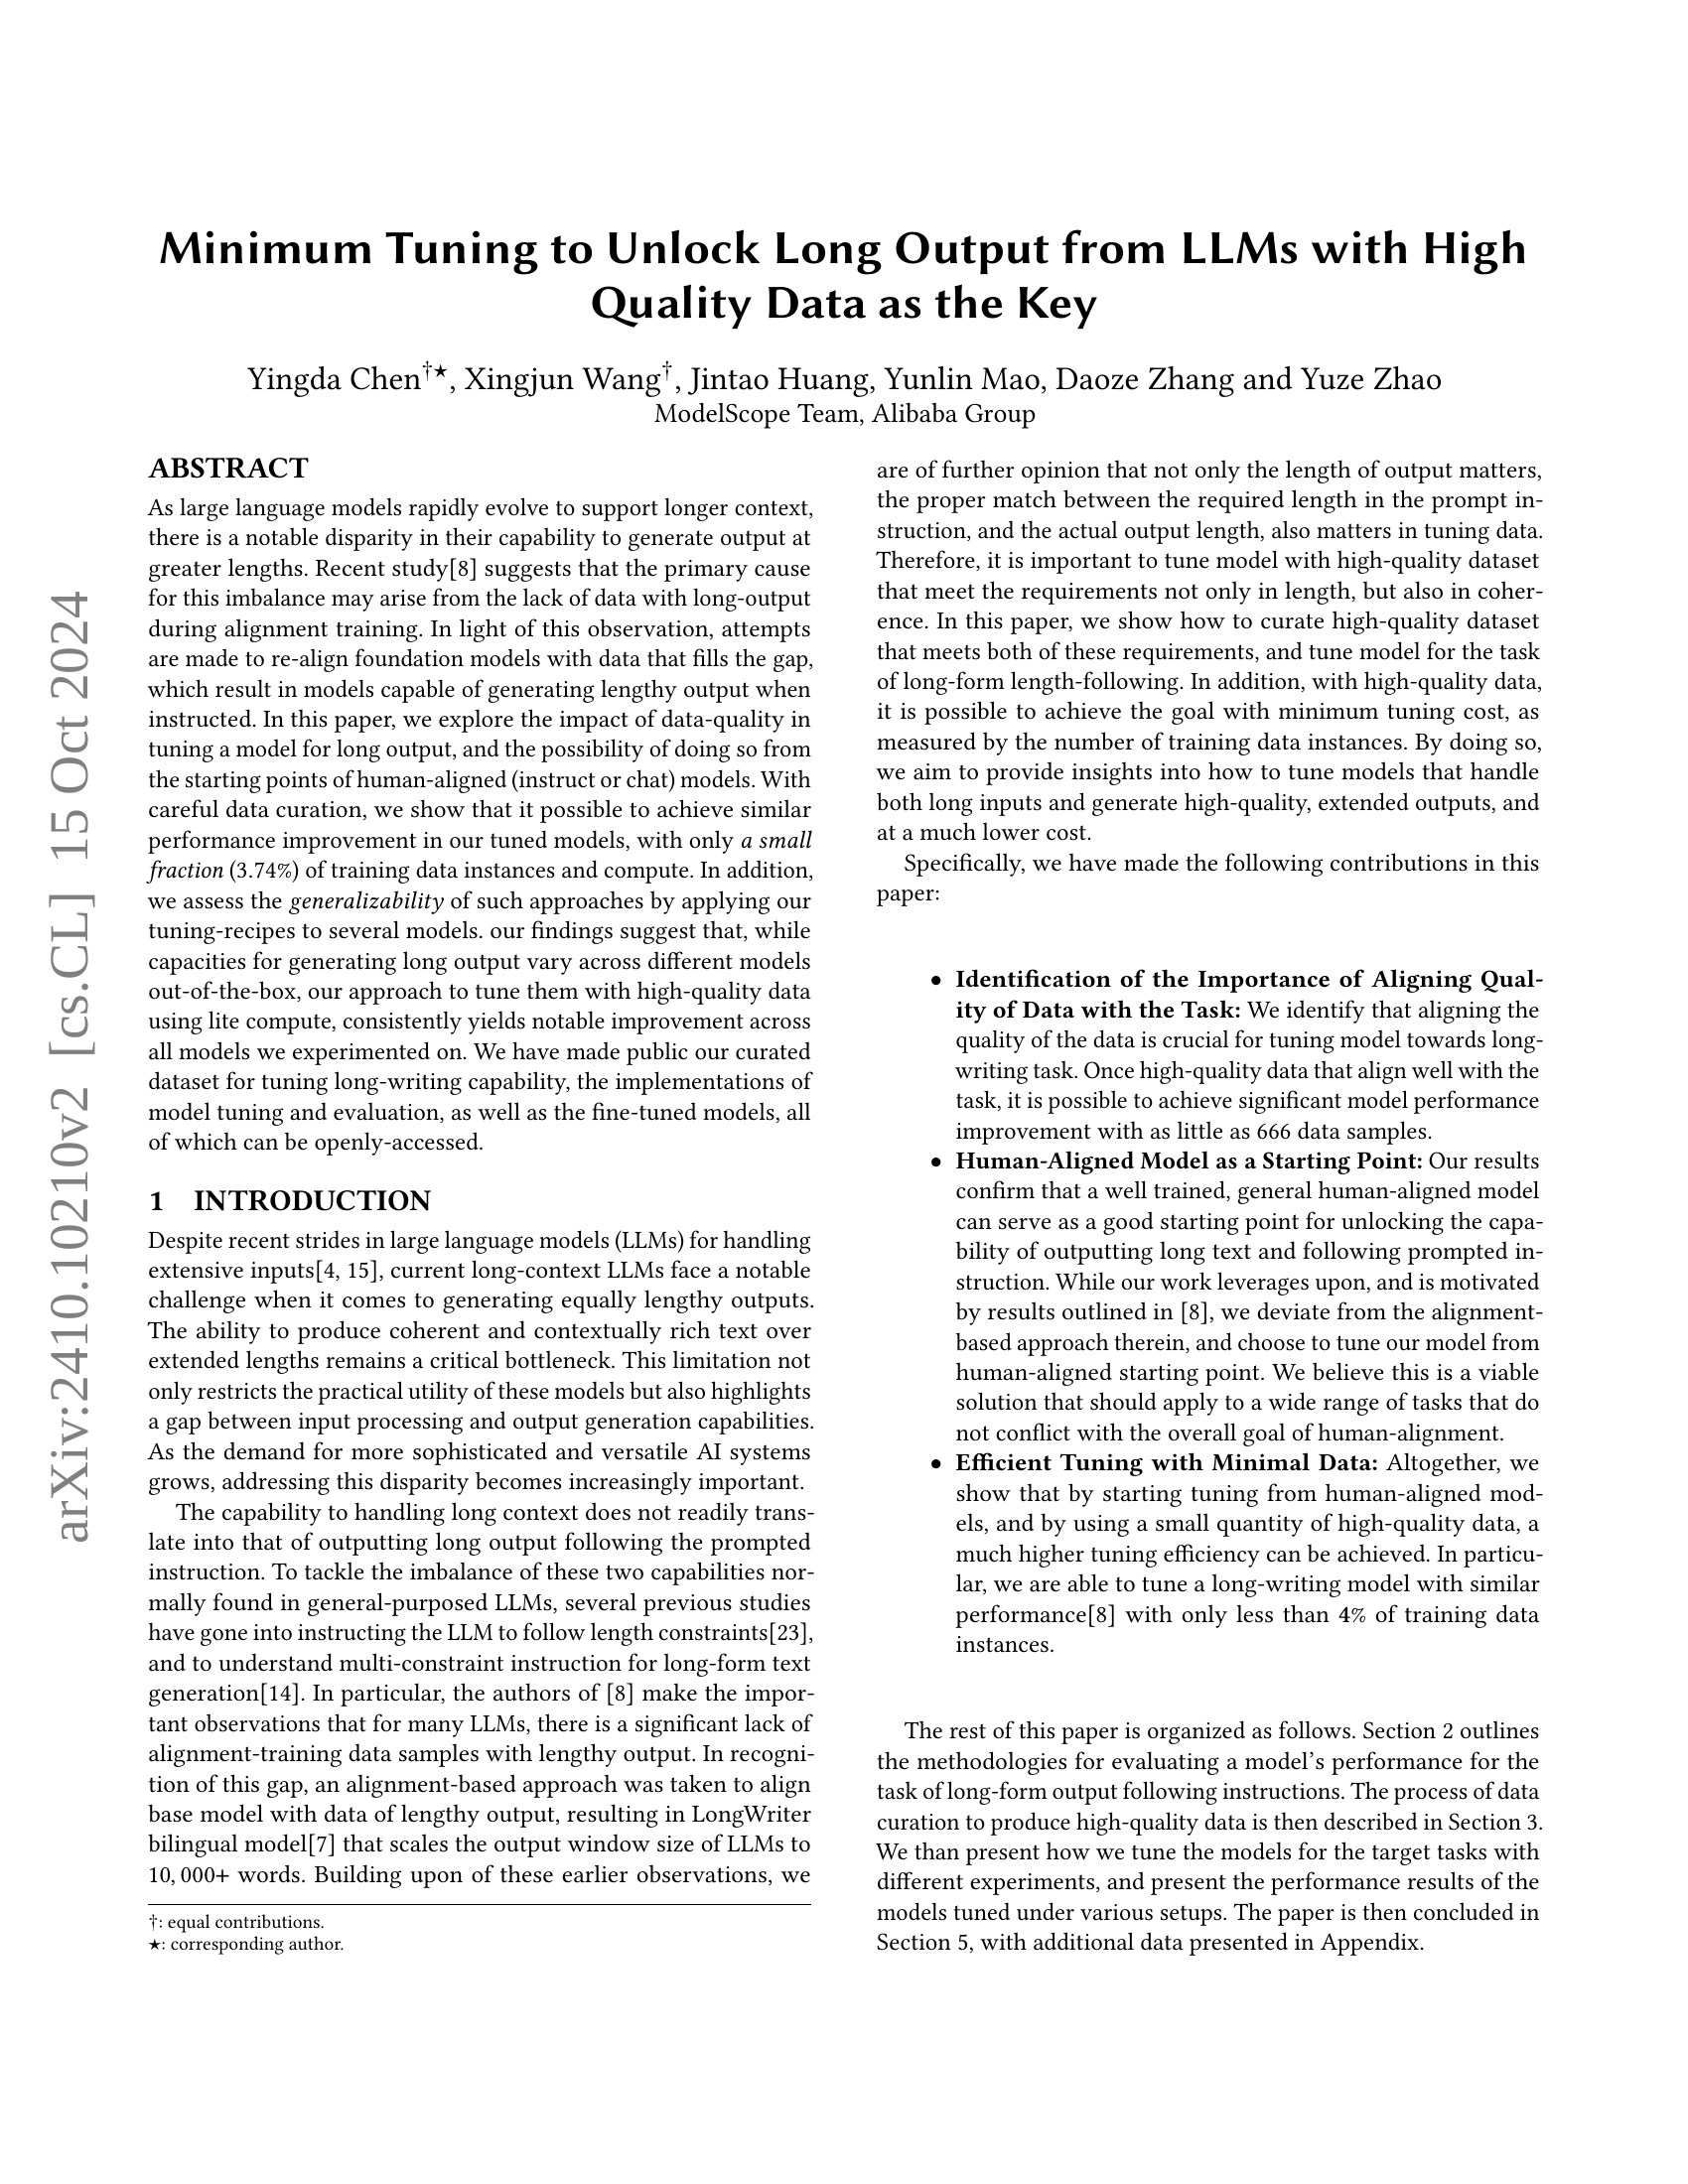 arXiv:2410.10210v2 [cs.CL] 15 Oct 2024
Minimum Tuning to Unlock Long Output from LLMs with High
Quality Data as the Key
Yingda Chen†★, Xingjun Wang†, Jintao Huang, Yunlin Mao, Daoze Zhang and Yuze Zhao
ModelScope Team, Alibaba Group
ABSTRACT
As large language models rapidly evolve to support longer context,
there is a notable disparity in their capability to generate output at
greater lengths. Recent study[8] suggests that the primary cause
for this imbalance may arise from the lack of data with long-output
during alignment training. In light of this observation, attempts
are made to re-align foundation models with data that fills the gap,
which result in models capable of generating lengthy output when
instructed. In this paper, we explore the impact of data-quality in
tuning a model for long output, and the possibility of doing so from
the starting points of human-aligned (instruct or chat) models. With
careful data curation, we show that it possible to achieve similar
performance improvement in our tuned models, with only a small
fraction (3.74%) of training data instances and compute. In addition,
we assess the generalizability of such approaches by applying our
tuning-recipes to several models. our findings suggest that, while
capacities for generating long output vary across different models
out-of-the-box, our approach to tune them with high-quality data
using lite compute, consistently yields notable improvement across
all models we experimented on. We have made public our curated
dataset for tuning long-writing capability, the implementations of
model tuning and evaluation, as well as the fine-tuned models, all
of which can be openly-accessed.
1 INTRODUCTION
Despite recent strides in large language models (LLMs) for handling
extensive inputs[4, 15], current long-context LLMs face a notable
challenge when it comes to generating equally lengthy outputs.
The ability to produce coherent and contextually rich text over
extended lengths remains a critical bottleneck. This limitation not
only restricts the practical utility of these models but also highlights
a gap between input processing and output generation capabilities.
As the demand for more sophisticated and versatile AI systems
grows, addressing this disparity becomes increasingly important.
The capability to handling long context does not readily trans-
late into that of outputting long output following the prompted
instruction. To tackle the imbalance of these two capabilities nor-
mally found in general-purposed LLMs, several previous studies
have gone into instructing the LLM to follow length constraints[23],
and to understand multi-constraint instruction for long-form text
generation[14]. In particular, the authors of [8] make the impor-
tant observations that for many LLMs, there is a significant lack of
alignment-training data samples with lengthy output. In recogni-
tion of this gap, an alignment-based approach was taken to align
base model with data of lengthy output, resulting in LongWriter
bilingual model[7] that scales the output window size of LLMs to
10, 000+ words. Building upon of these earlier observations, we
†: equal contributions.
★: corresponding author.
are of further opinion that not only the length of output matters,
the proper match between the required length in the prompt in-
struction, and the actual output length, also matters in tuning data.
Therefore, it is important to tune model with high-quality dataset
that meet the requirements not only in length, but also in coher-
ence. In this paper, we show how to curate high-quality dataset
that meets both of these requirements, and tune model for the task
of long-form length-following. In addition, with high-quality data,
it is possible to achieve the goal with minimum tuning cost, as
measured by the number of training data instances. By doing so,
we aim to provide insights into how to tune models that handle
both long inputs and generate high-quality, extended outputs, and
at a much lower cost.
Specifically, we have made the following contributions in this
paper:
• Identification of the Importance of Aligning Qual-
ity of Data with the Task: We identify that aligning the
quality of the data is crucial for tuning model towards long-
writing task. Once high-quality data that align well with the
task, it is possible to achieve significant model performance
improvement with as little as 666 data samples.
• Human-Aligned Model as a Starting Point: Our results
confirm that a well trained, general human-aligned model
can serve as a good starting point for unlocking the capa-
bility of outputting long text and following prompted in-
struction. While our work leverages upon, and is motivated
by results outlined in [8], we deviate from the alignment-
based approach therein, and choose to tune our model from
human-aligned starting point. We believe this is a viable
solution that should apply to a wide range of tasks that do
not conflict with the overall goal of human-alignment.
• Efficient Tuning with Minimal Data: Altogether, we
show that by starting tuning from human-aligned mod-
els, and by using a small quantity of high-quality data, a
much higher tuning efficiency can be achieved. In particu-
lar, we are able to tune a long-writing model with similar
performance[8] with only less than 4% of training data
instances.
The rest of this paper is organized as follows. Section 2 outlines
the methodologies for evaluating a model's performance for the
task of long-form output following instructions. The process of data
curation to produce high-quality data is then described in Section 3.
We than present how we tune the models for the target tasks with
different experiments, and present the performance results of the
models tuned under various setups. The paper is then concluded in
Section 5, with additional data presented in Appendix.